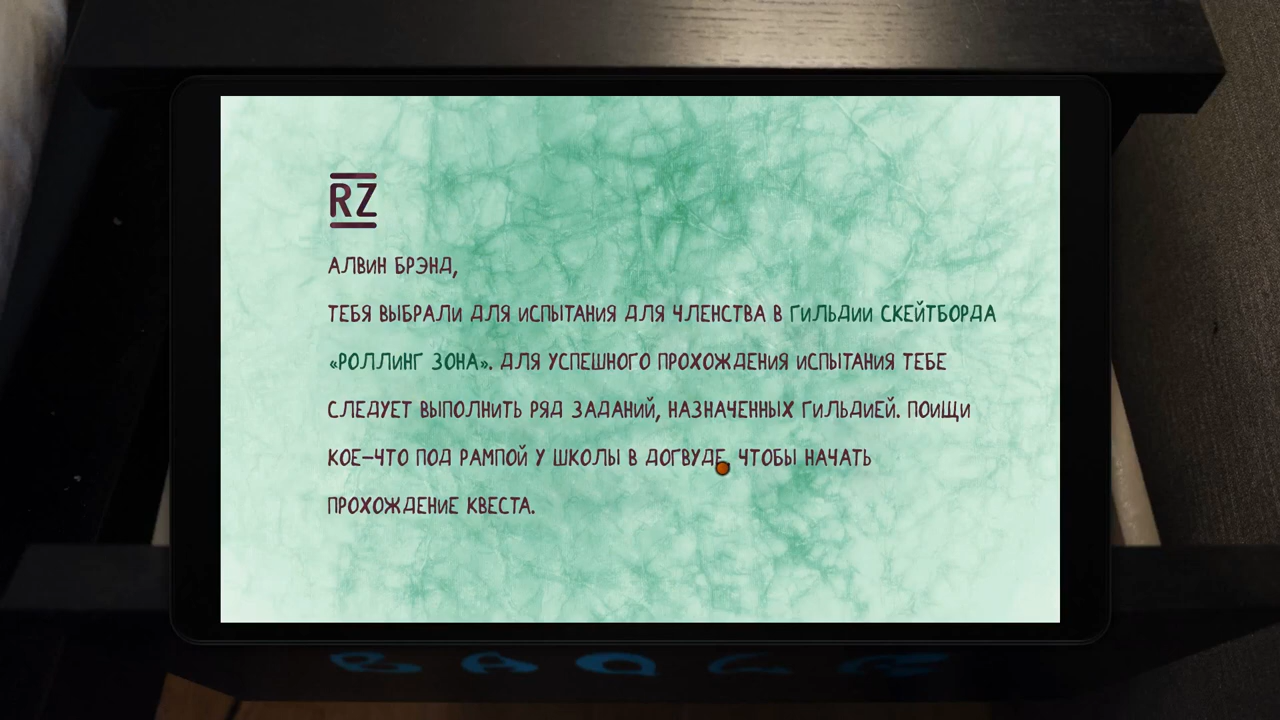 RZ
АЛВИН БРЭНД,
ТЕБЯ ВЫБРАЛИ ДЛЯ ИСПЫТАНИЯ ДЛЯ ЧЛЕНСТВА В ГИЛЬДИИ СКЕЙТБОРДА
«РОЛЛИНГ ЗОНА». ДЛЯ УСПЕШНОГО ПРОХОЖДЕНИЯ ИСПЫТАНИЯ ТЕБЕ
СЛЕДУЕТ ВЫПОЛНИТЬ РЯД ЗАДАНИЙ, НАЗНАЧЕННЫХ ГИЛЬДИЕЙ. ПОИЩИ
КОЕ-ЧТО ПОД РАМПОЙ У ШКОЛЫ В ДОГВУДЕ, ЧТОБЫ НАЧАТЬ
ПРОХОЖДЕНИЕ КВЕСТА.